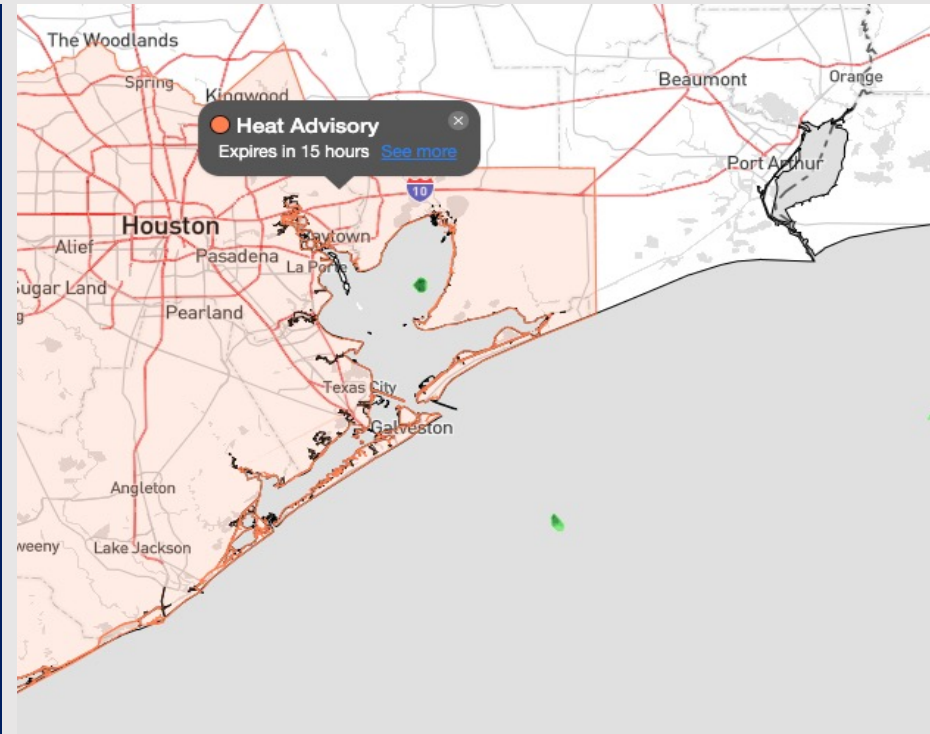 The Woodlands
Spring
Kingwood
Beaumont
Orange
Heat Advisory
Expires in 15 hours See more
Port Arthur
10
Houston
Baytown
Alief
Pasadena
La Porte
Sugar Land
Pearland
Texas City
Galveston
Angleton
weeny
Lake Jackson